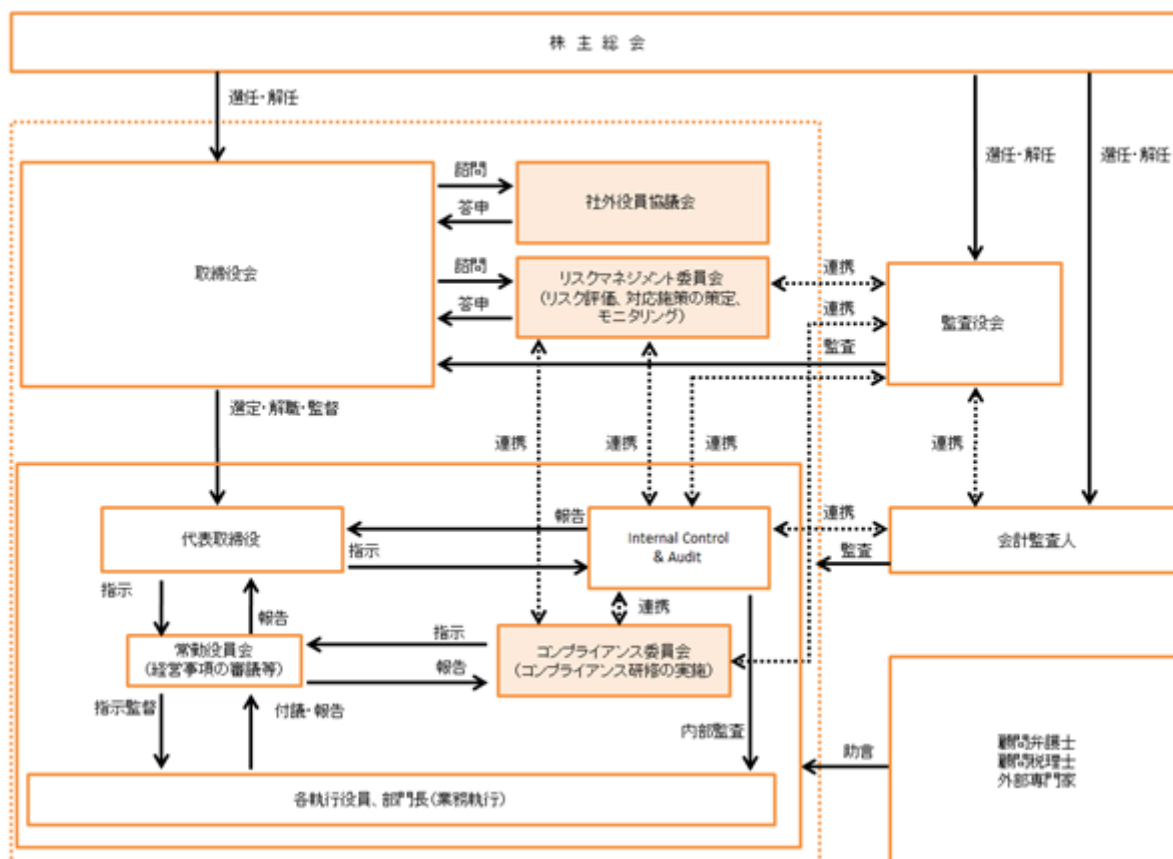 株主総会
選任・解任
選任・解任
選任・解任
諮問
社外役員協議会
答申
取締役会
諮問
リスクマネジメント委員会
(リスク評価、対応施策の策定、
モニタリング)
答申
連携
連携
監査役会
監査
選定・解職・監督
連携
連携
連携
連携
代表取締役
報告
指示
Internal Control
& Audit
連携
監査
会計監査人
指示
報告
連携
常勤役員会
(経営事項の審議等)
指示
報告
コンプライアンス委員会
(コンプライアンス研修の実施)
指示監督
付議・報告
内部監査
助言
顧問弁護士
顧問税理士
外部専門家
各執行役員、部門長(業務執行)